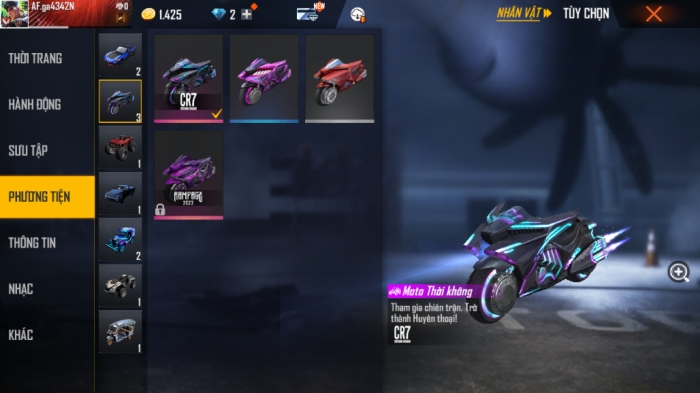 AF.ga4342N
1.425
2
NEW
NHÂN VẬT
TÙY CHỌN
THỜI TRANG
HÀNH ĐỘNG
SƯU TẬP
PHƯƠNG TIỆN
THÔNG TIN
NHẠC
KHÁC
2
3
1
1
2
1
1
CR7
RAMPAGE
2023
Moto Thời không
Tham gia chiến trận. Trở
thành Huyền thoại!
CR7